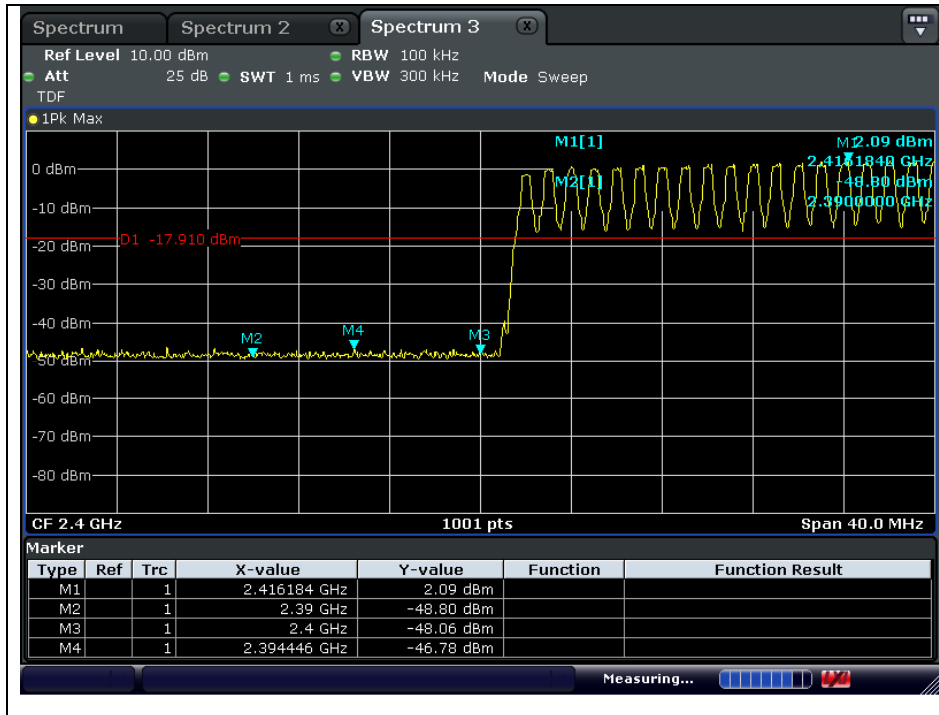 Spectrum Spectrum 2 X Spectrum 3 X
Ref Level 10.00 dBm RBW 100 kHz
Att 25 dB SWT 1 ms VBW 300 kHz Mode Sweep
TDF
1Pk Max
M1[1] 2.09 dBm
M1
2.4161840 GHz
0 dBm
M2[1] -48.80 dBm
2.3900000 GHz
-10 dBm
D1 -17.910 dBm
-20 dBm
-30 dBm
-40 dBm
M2 M4 M3
-50 dBm
-60 dBm
-70 dBm
-80 dBm
CF 2.4 GHz 1001 pts Span 40.0 MHz
Marker
Type Ref Trc X-value Y-value Function Function Result
M1 1 2.416184 GHz 2.09 dBm
M2 1 2.39 GHz -48.80 dBm
M3 1 2.4 GHz -48.06 dBm
M4 1 2.394446 GHz -46.78 dBm
Measuring...